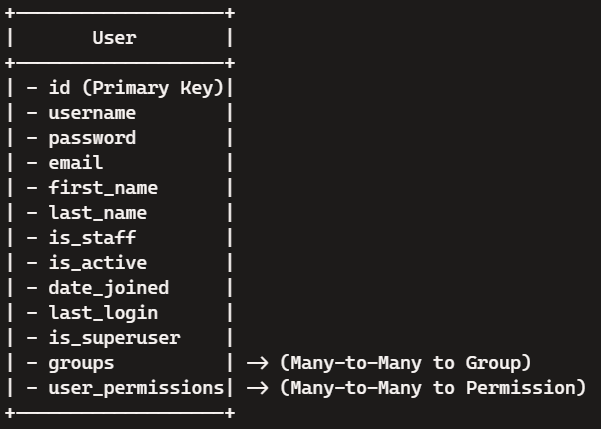 +-------------------+
|       User        |
+-------------------+
| - id (Primary Key)|
| - username        |
| - password        |
| - email           |
| - first_name      |
| - last_name       |
| - is_staff        |
| - is_active       |
| - date_joined     |
| - last_login      |
| - is_superuser    |
| - groups          | -> (Many-to-Many to Group)
| - user_permissions| -> (Many-to-Many to Permission)
+-------------------+